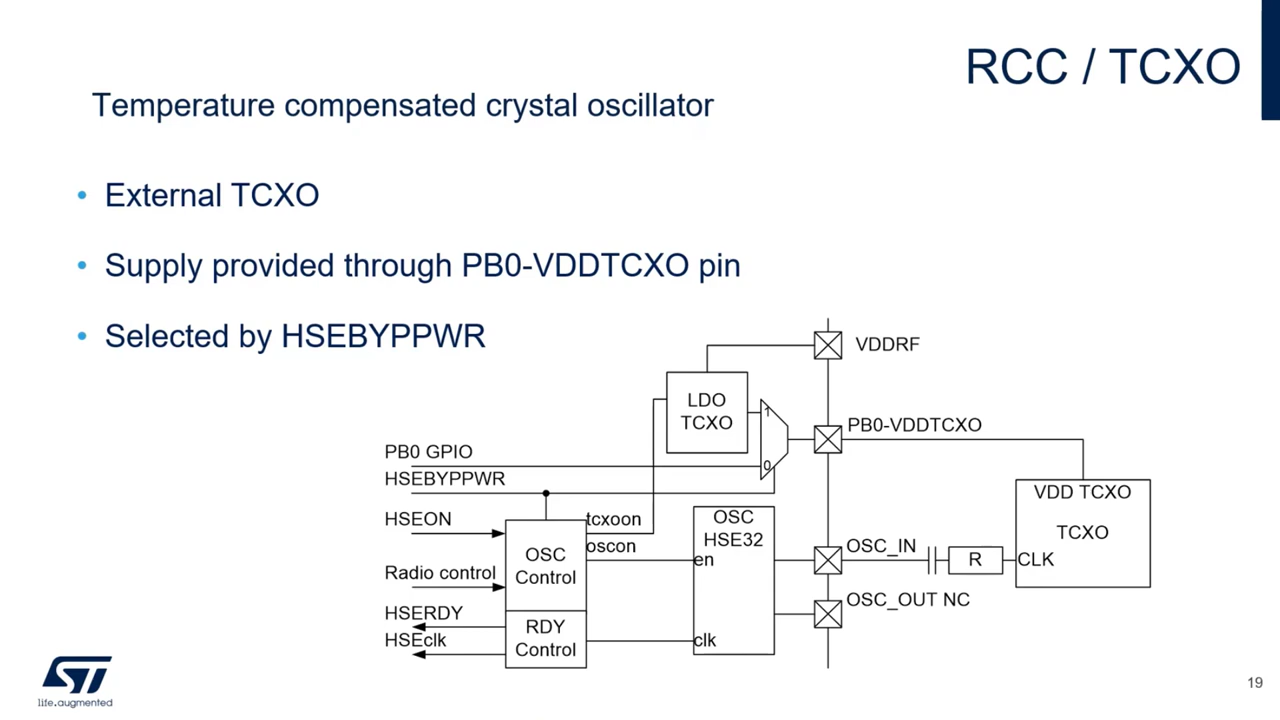 RCC / TCXO
Temperature compensated crystal oscillator
• External TCXO
• Supply provided through PB0-VDDTCXO pin
• Selected by HSEBYPPWR
VDDRF
LDO
TCXO
1
0
PB0-VDDTCXO
PB0 GPIO
HSEBYPPWR
VDD TCXO
TCXO
CLK
HSEON
tcxoon
oscon
OSC
HSE32
en
clk
OSC_IN
R
OSC
Control
Radio control
OSC_OUT NC
HSERDY
HSEclk
RDY
Control
ST
life.augmented
19